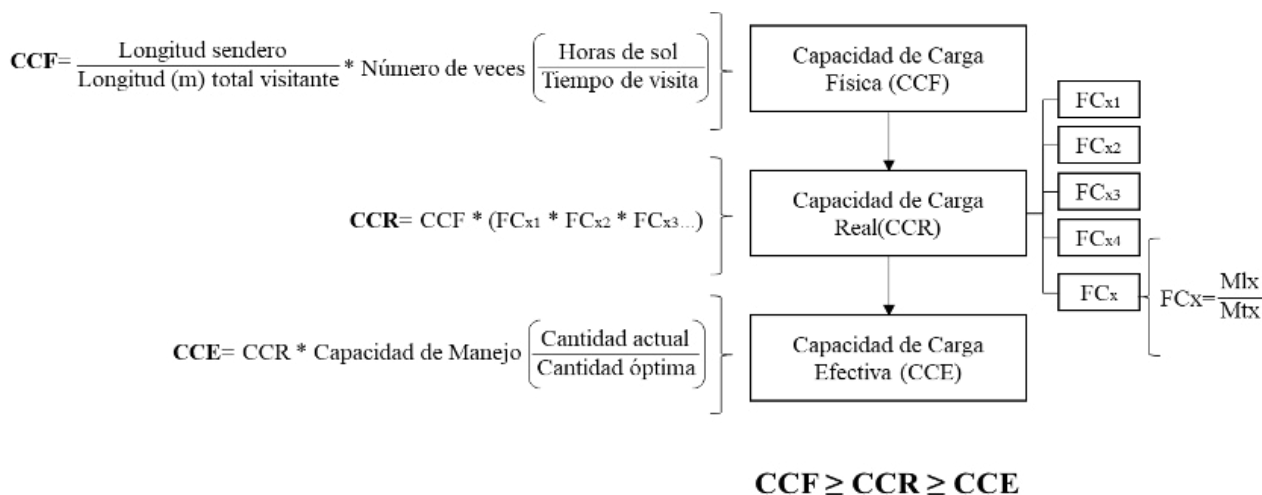 CCF= Longitud sendero / Longitud (m) total visitante * Número de veces (Horas de sol / Tiempo de visita)
Capacidad de Carga
Física (CCF)
FCx1
FCx2
FCx3
FCx4
FCx
CCR= CCF * (FCx1 * FCx2 * FCx3...)
Capacidad de Carga
Real(CCR)
FCx= Mlx / Mtx
CCE= CCR * Capacidad de Manejo (Cantidad actual / Cantidad óptima)
Capacidad de Carga
Efectiva (CCE)
CCF ≥ CCR ≥ CCE